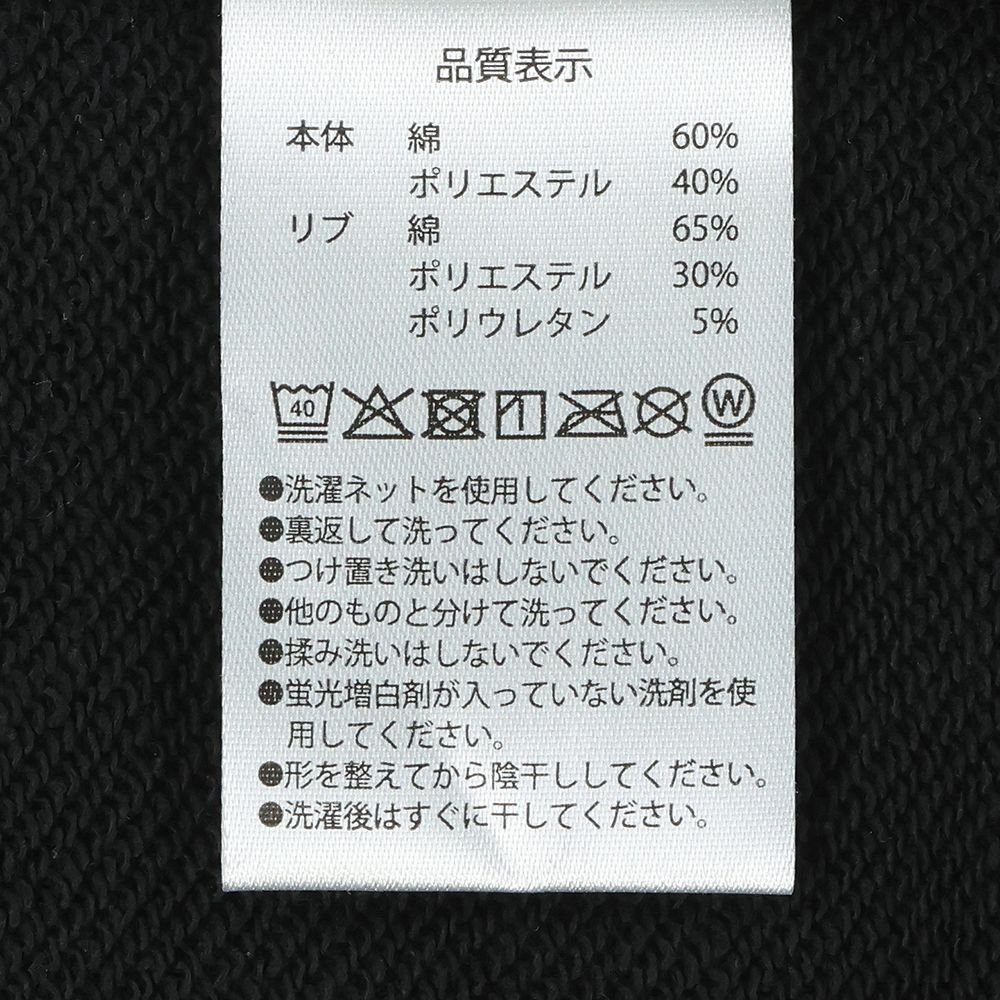 品質表示
本体 綿 60%
ポリエステル 40%
リブ 綿 65%
ポリエステル 30%
ポリウレタン 5%
40 W
●洗濯ネットを使用してください。
●裏返して洗ってください。
●つけ置き洗いはしないでください。
●他のものと分けて洗ってください。
●揉み洗いはしないでください。
●蛍光増白剤が入っていない洗剤を使
用してください。
●形を整えてから陰干ししてください。
●洗濯後はすぐに干してください。